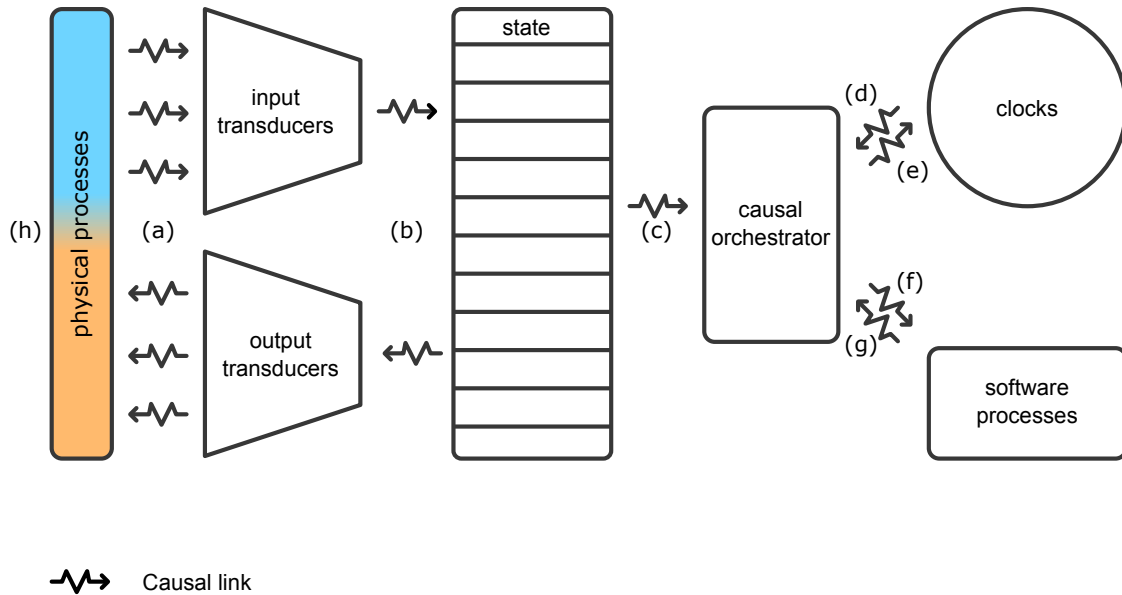 state
input
transducers
(d)
clocks
physical processes
(e)
(h)
(a)
(b)
(c)
causal
orchestrator
(f)
output
transducers
(g)
software
processes
Causal link